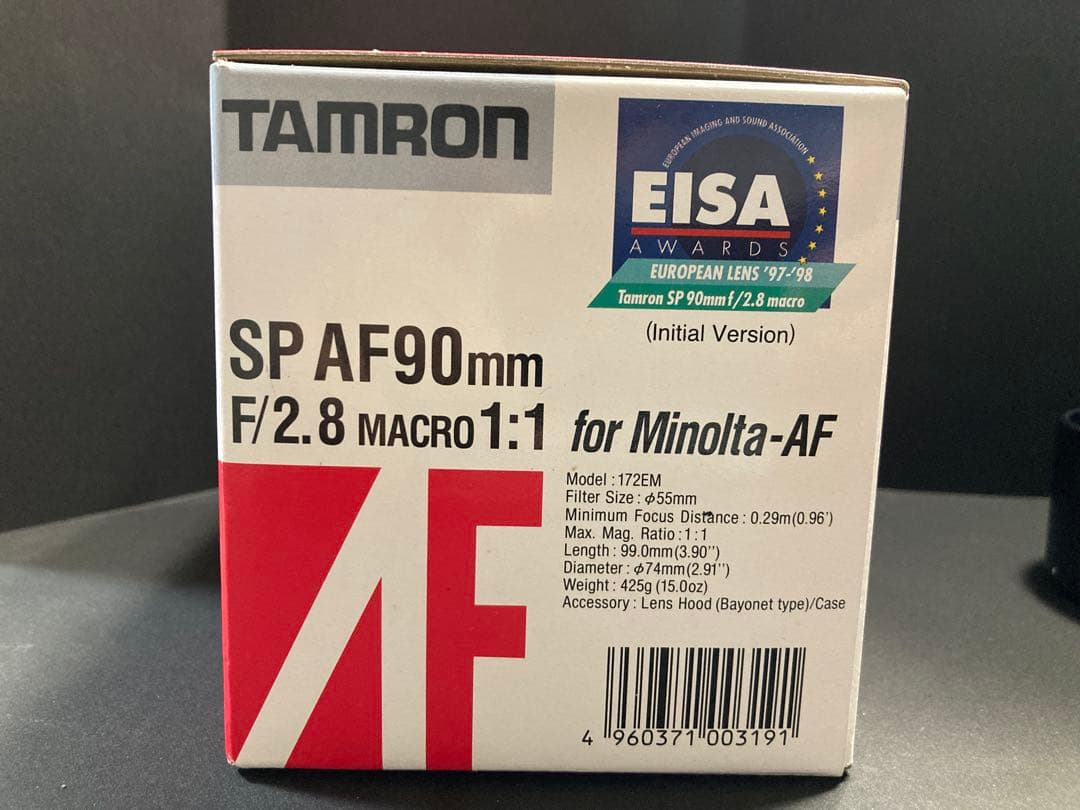 TAMRON
EUROPEAN IMAGING AND SOUND ASSOCIATION
EISA
AWARDS
EUROPEAN LENS '97-'98
Tamron SP 90mm f/2.8 macro
(Initial Version)
SP AF90mm
F/2.8 MACRO 1:1 for Minolta-AF
AF
Model : 172EM
Filter Size : ϕ55mm
Minimum Focus Distance : 0.29m(0.96')
Max. Mag. Ratio : 1:1
Length : 99.0mm(3.90'')
Diameter : ϕ74mm(2.91'')
Weight : 425g (15.0oz)
Accessory : Lens Hood (Bayonet type)/Case
4 960371 003191